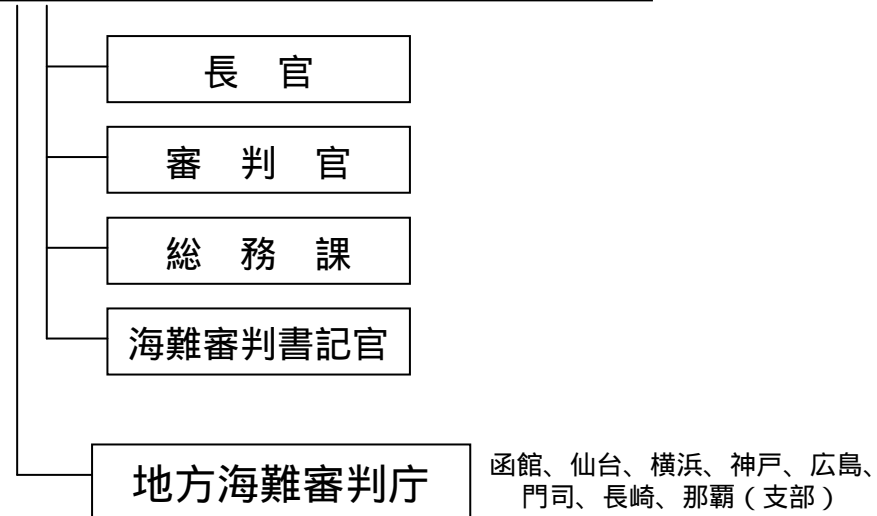 長 官
審 判 官
総 務 課
海難審判書記官
地方海難審判庁
函館、仙台、横浜、神戸、広島、
門司、長崎、那覇（支部）